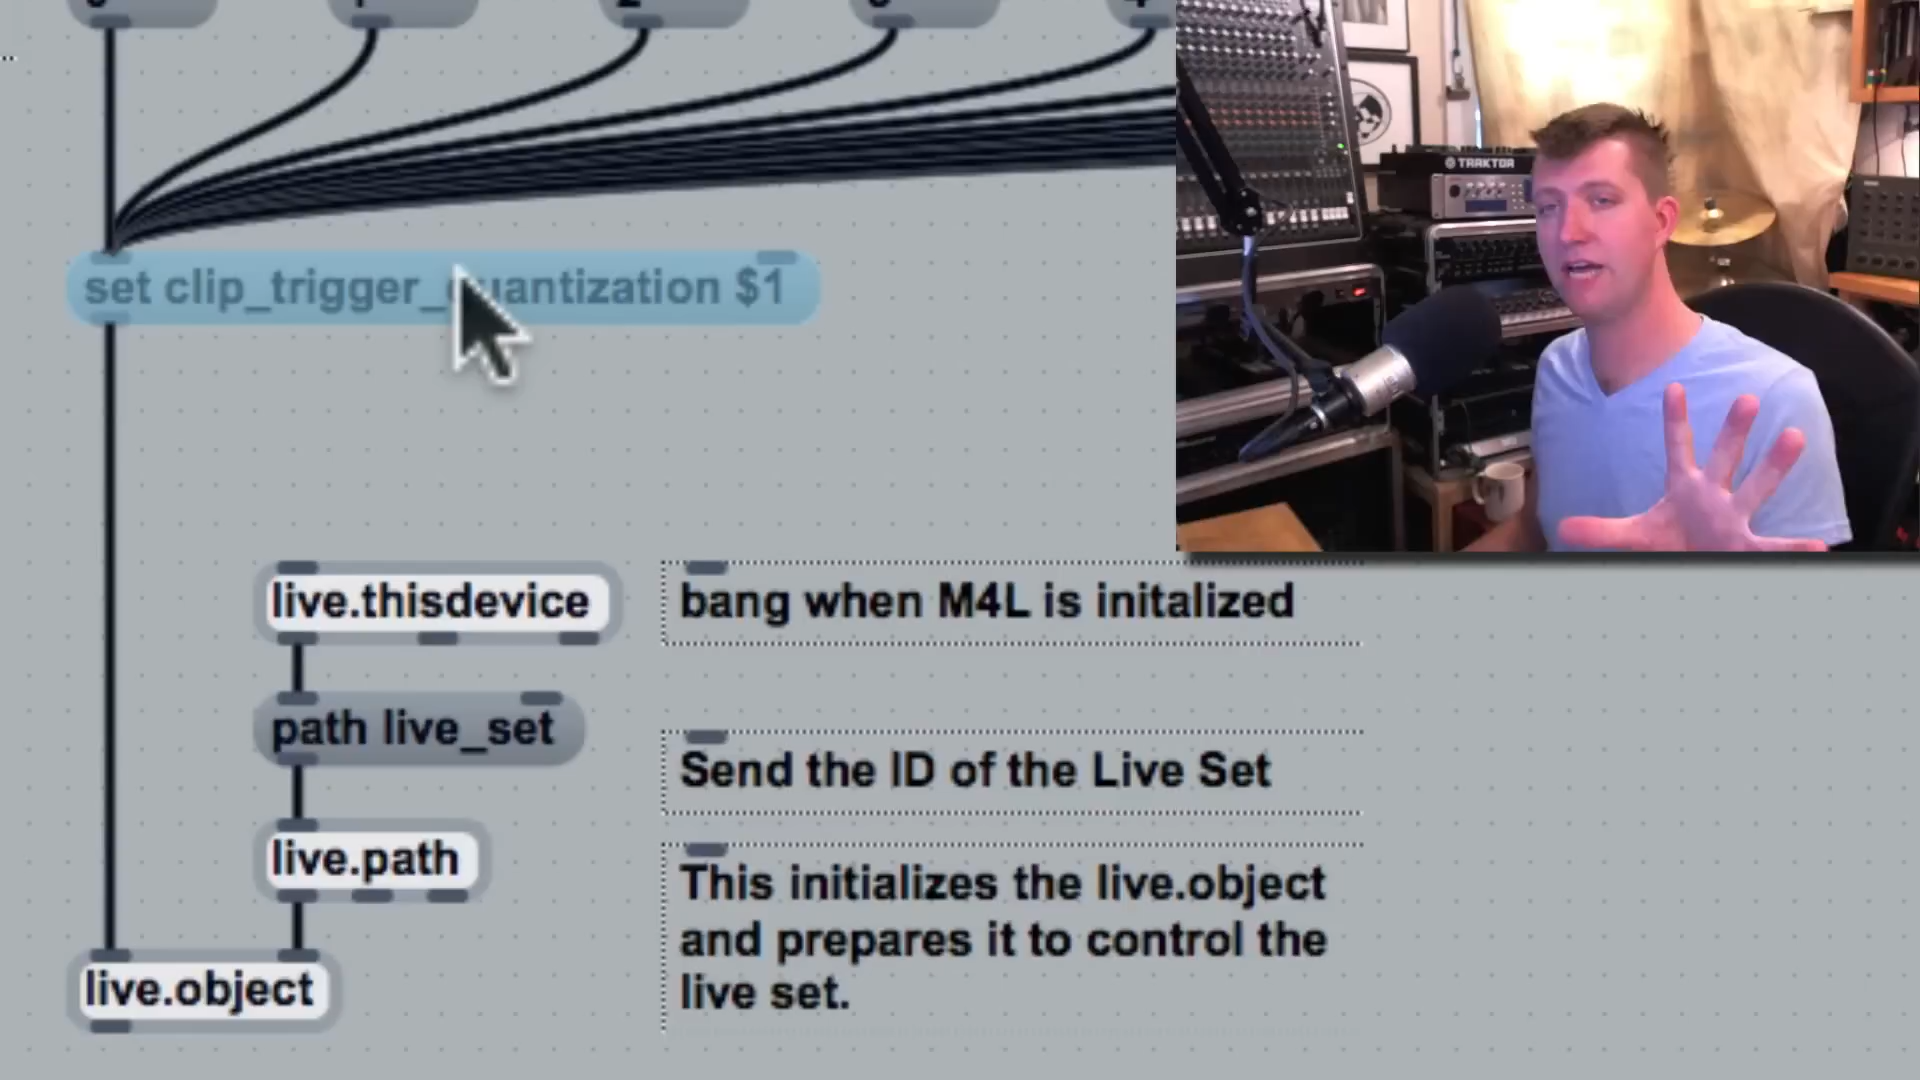 TRAKTOR
set clip_trigger_quantization $1
live.thisdevice
bang when M4L is initalized
path live_set
Send the ID of the Live Set
live.path
This initializes the live.object
and prepares it to control the
live set.
live.object